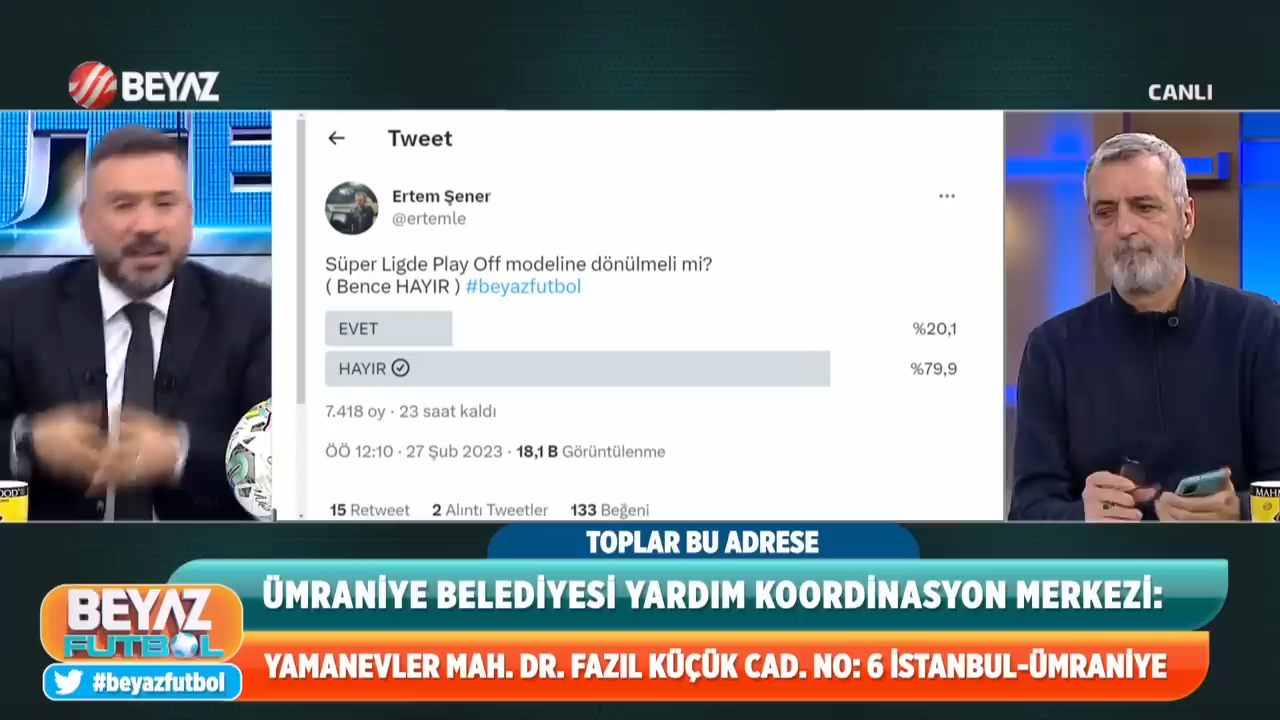 BEYAZ
CANLI
Tweet
Ertem Şener
@ertemle
Süper Ligde Play Off modeline dönülmeli mi?
( Bence HAYIR ) #beyazfutbol
EVET %20,1
HAYIR %79,9
7.418 oy · 23 saat kaldı
ÖÖ 12:10 · 27 Şub 2023 · 18,1 B Görüntülenme
15 Retweet 2 Alıntı Tweetler 133 Beğeni
TOPLAR BU ADRESE
ÜMRANİYE BELEDİYESİ YARDIM KOORDİNASYON MERKEZİ:
YAMANEVLER MAH. DR. FAZIL KÜÇÜK CAD. NO: 6 İSTANBUL-ÜMRANİYE
BEYAZ
FUTBOL
#beyazfutbol